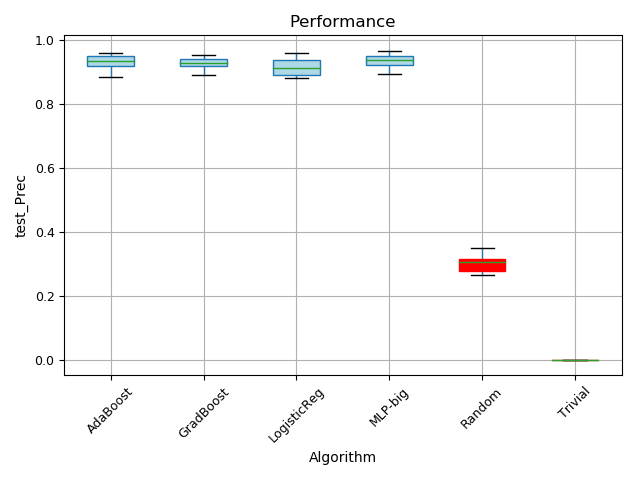 Performance
1.0
0.8
0.6
0.4
0.2
0.0
test_Prec
AdaBoost
GradBoost
LogisticReg
MLP-big
Random
Trivial
Algorithm